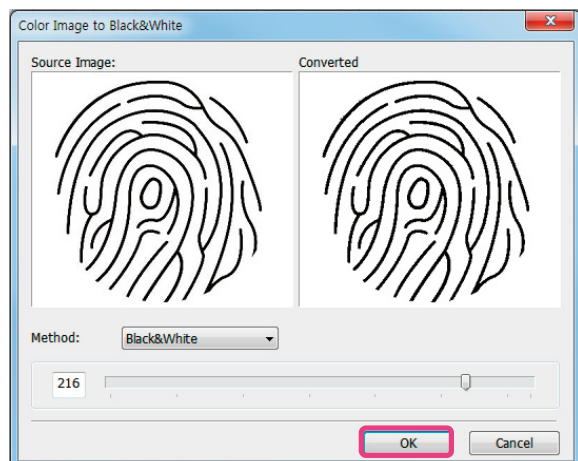 Color Image to Black&White
Source Image:
Converted
Method:
Black&White
216
OK
Cancel